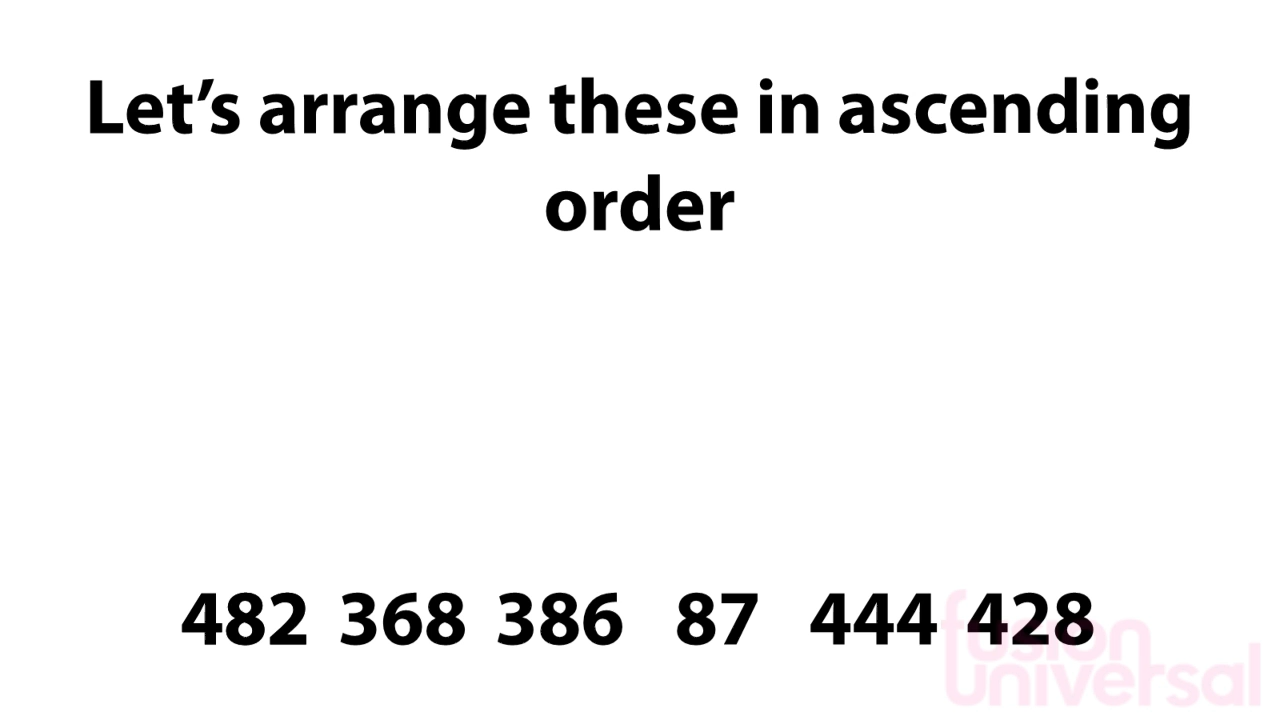 Let’s arrange these in ascending
order
482 368 386 87 444 428
fusion
universal